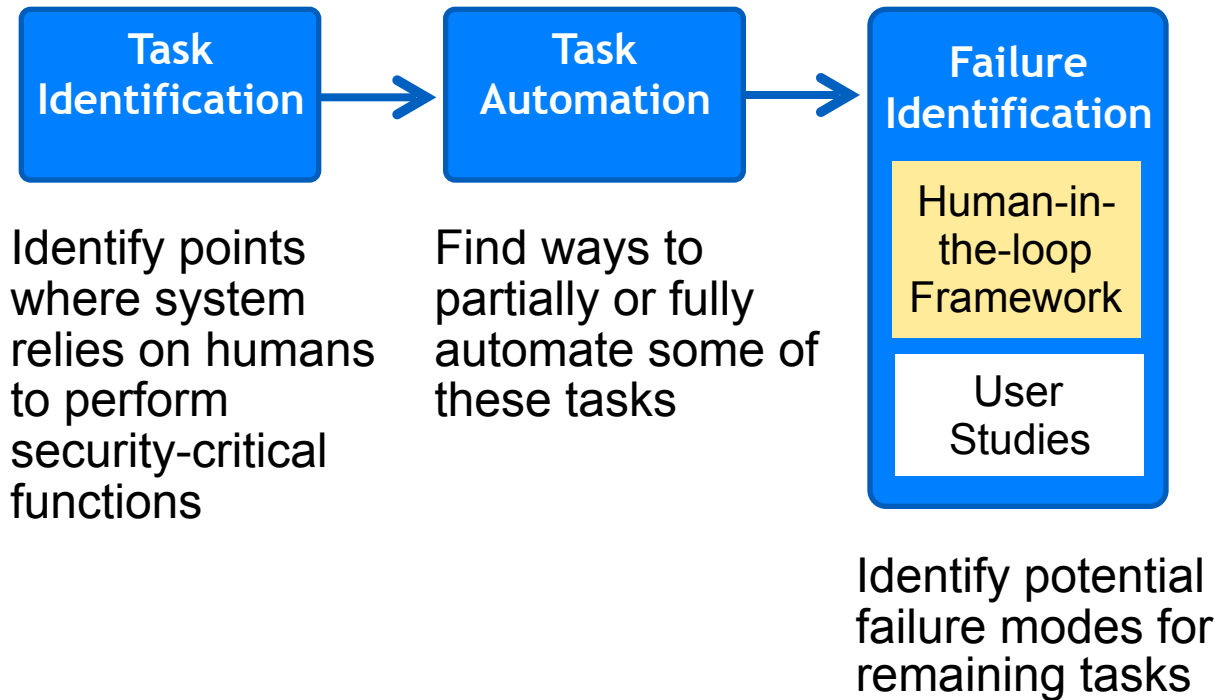 Task
Identification
Task
Automation
Failure
Identification
Human-in-
the-loop
Framework
User
Studies
Identify points
where system
relies on humans
to perform
security-critical
functions
Find ways to
partially or fully
automate some of
these tasks
Identify potential
failure modes for
remaining tasks